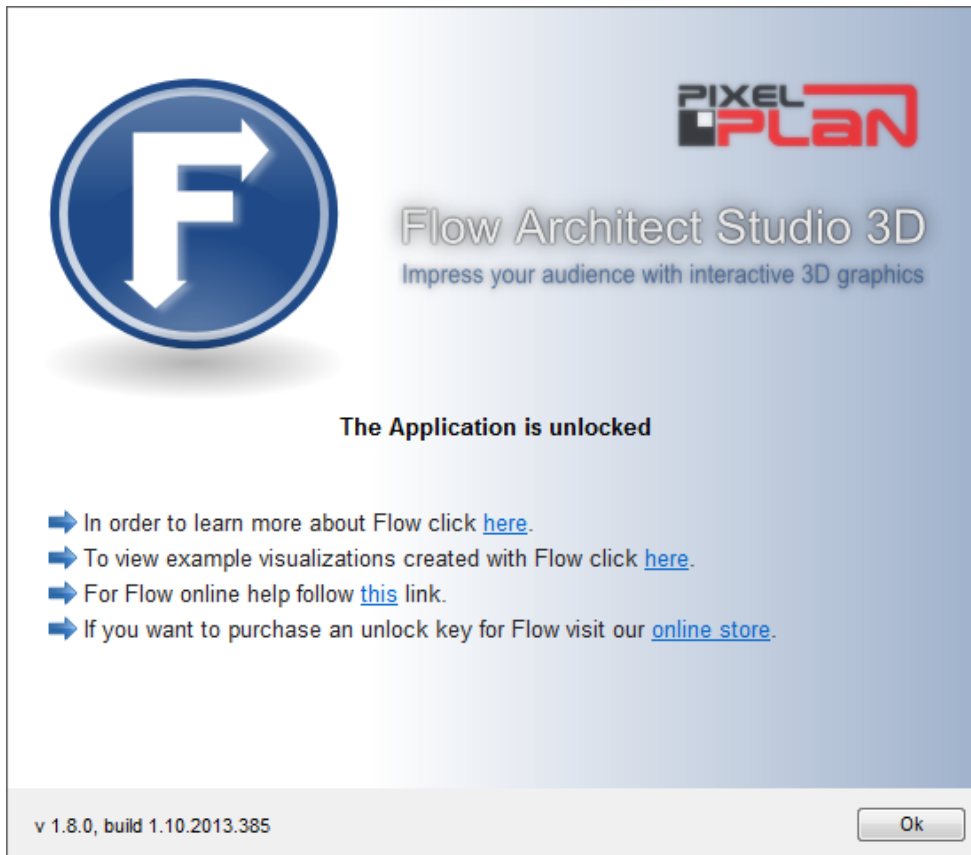 PIXEL
PLAN
Flow Architect Studio 3D
Impress your audience with interactive 3D graphics
The Application is unlocked
In order to learn more about Flow click here.
To view example visualizations created with Flow click here.
For Flow online help follow this link.
If you want to purchase an unlock key for Flow visit our online store.
v 1.8.0, build 1.10.2013.385
Ok